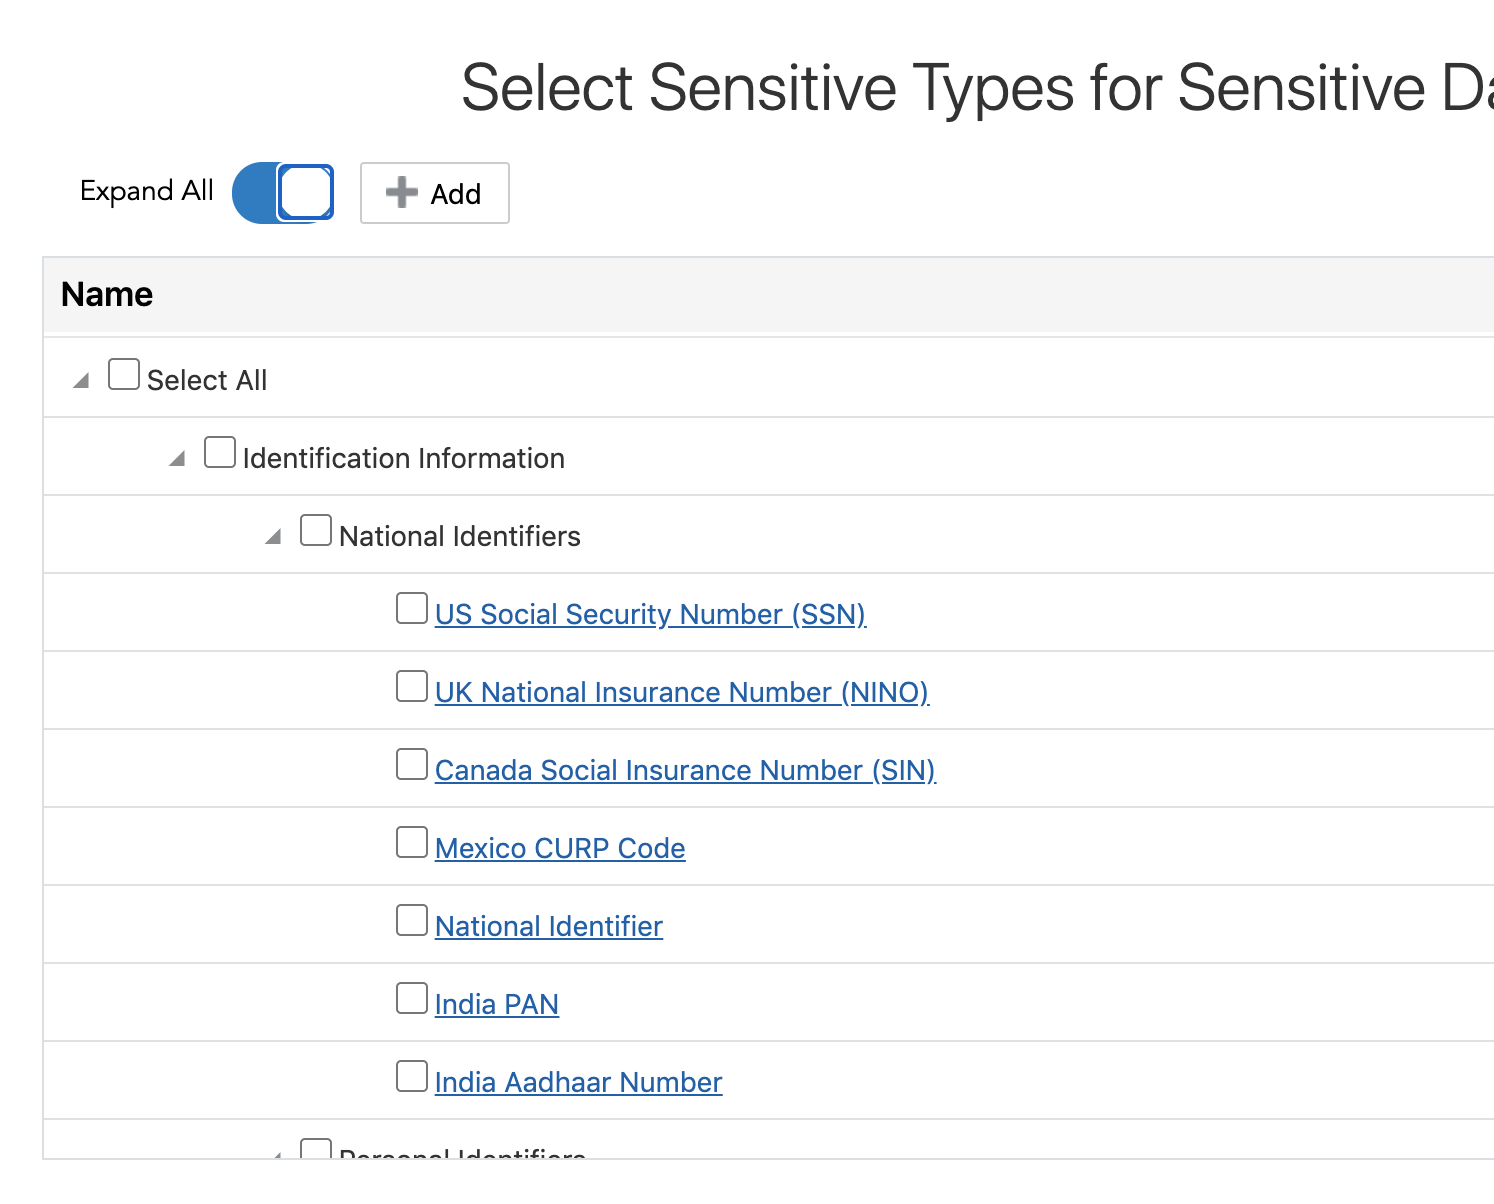 Select Sensitive Types for Sensitive Da
Expand All
Add
Name
Select All
Identification Information
National Identifiers
US Social Security Number (SSN)
UK National Insurance Number (NINO)
Canada Social Insurance Number (SIN)
Mexico CURP Code
National Identifier
India PAN
India Aadhaar Number
Personal Identifiers